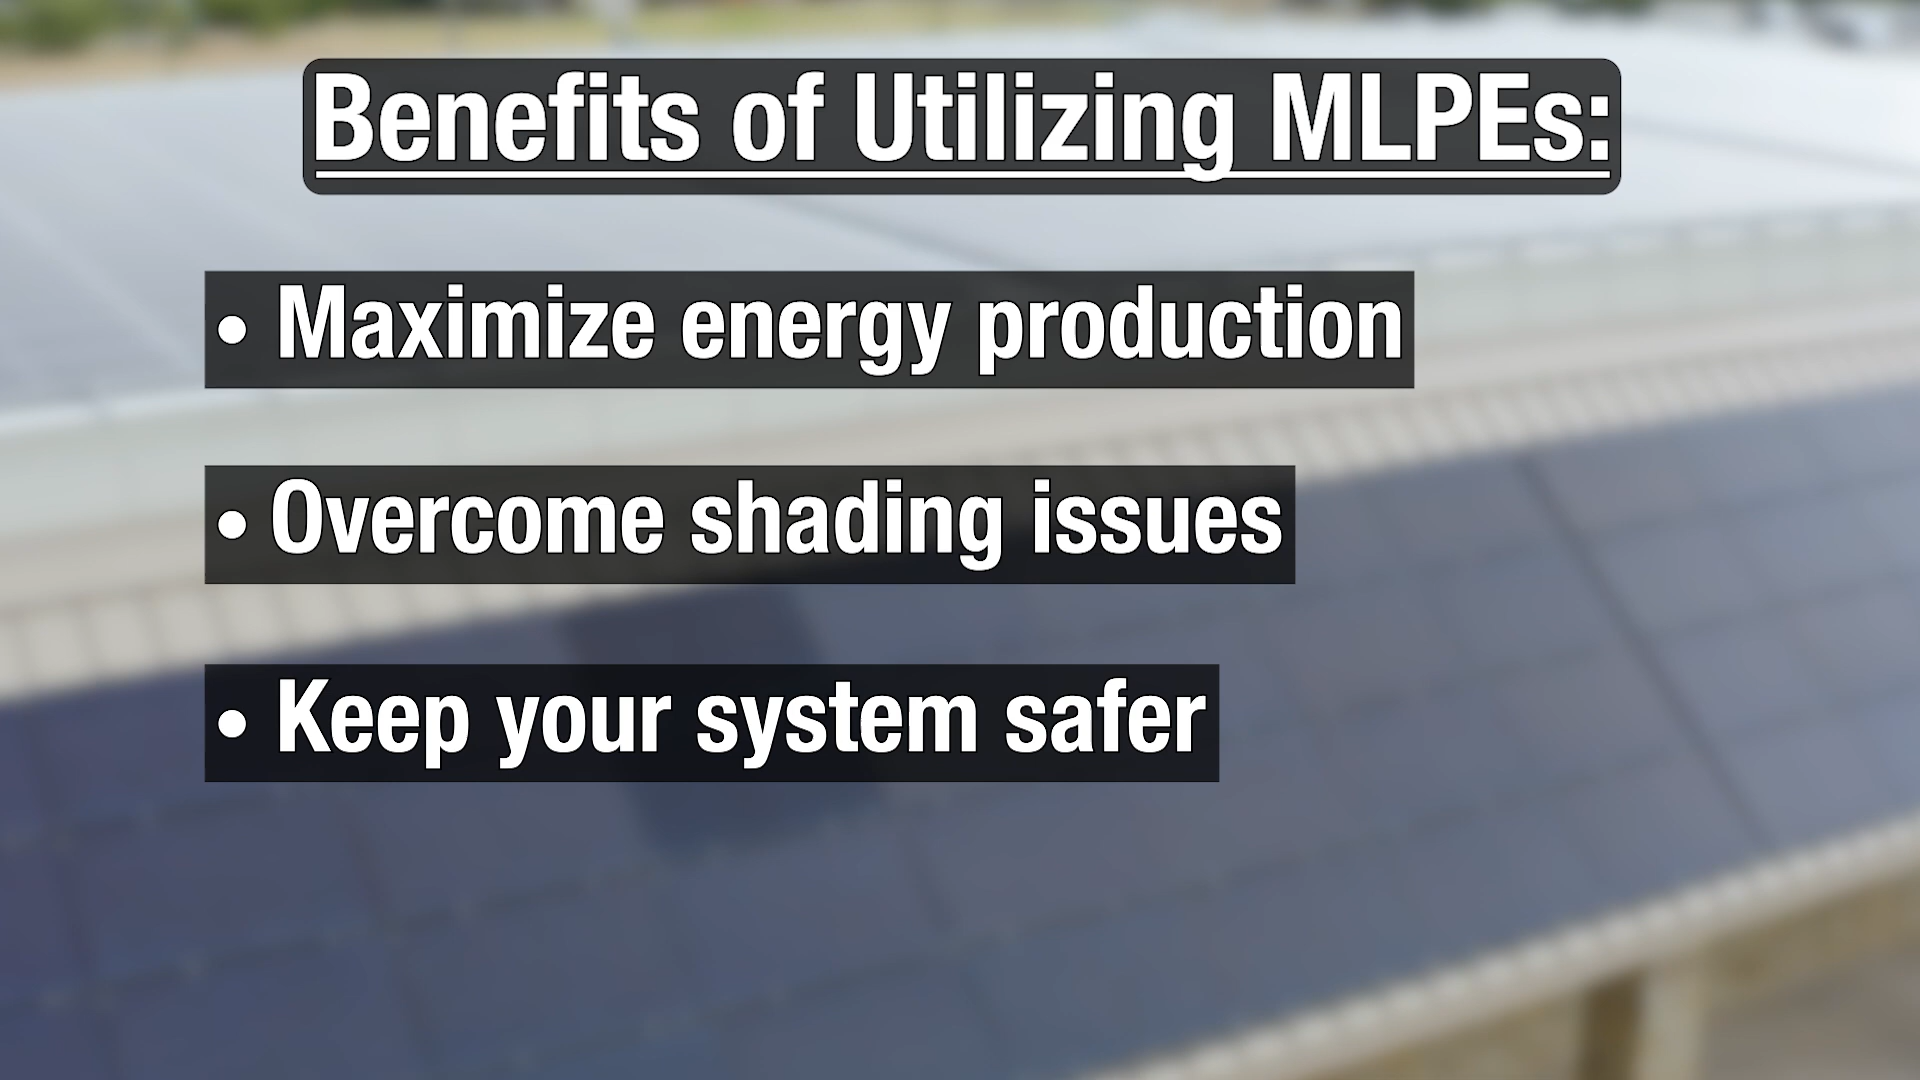 Benefits of Utilizing MLPEs:
• Maximize energy production
• Overcome shading issues
• Keep your system safer